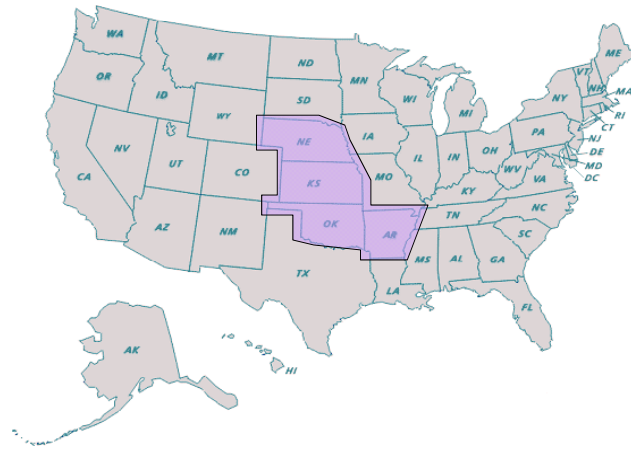 WA
OR
CA
NV
ID
MT
WY
UT
AZ
CO
NM
ND
SD
NE
KS
OK
TX
MN
IA
MO
AR
LA
WI
IL
MI
IN
OH
KY
TN
MS
AL
GA
FL
SC
NC
VA
WV
PA
NY
VT
NH
ME
MA
RI
CT
NJ
DE
MD
DC
AK
HI